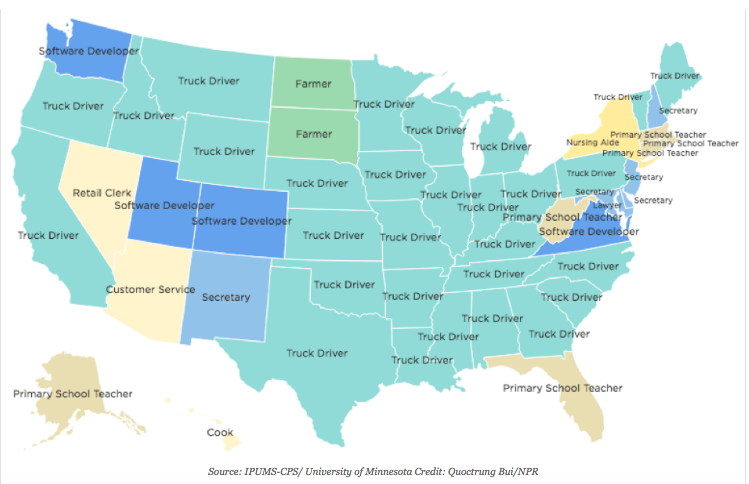 Software Developer
Truck Driver
Farmer
Truck Driver
Truck Driver
Truck Driver
Truck Driver
Truck Driver
Secretary
Truck Driver
Farmer
Truck Driver
Primary School Teacher
Nursing Aide
Primary School Teacher
Truck Driver
Truck Driver
Primary School Teacher
Truck Driver
Truck Driver
Truck Driver
Secretary
Retail Clerk
Truck Driver
Truck Driver
Truck Driver
Secretary
Software Developer
Truck Driver
Lawyer
Secretary
Software Developer
Primary School Teacher
Truck Driver
Truck Driver
Truck Driver
Software Developer
Truck Driver
Truck Driver
Truck Driver
Customer Service
Secretary
Truck Driver
Truck Driver
Truck Driver
Truck Driver
Truck Driver
Truck Driver
Truck Driver
Truck Driver
Primary School Teacher
Primary School Teacher
Cook
Source: IPUMS-CPS/ University of Minnesota Credit: Quoctrung Bui/NPR